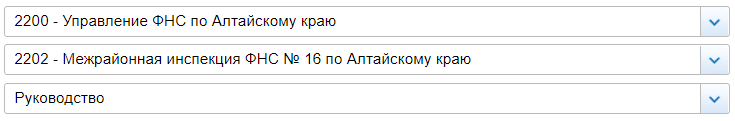 2200 - Управление ФНС по Алтайскому краю
2202 - Межрайонная инспекция ФНС № 16 по Алтайскому краю
Руководство